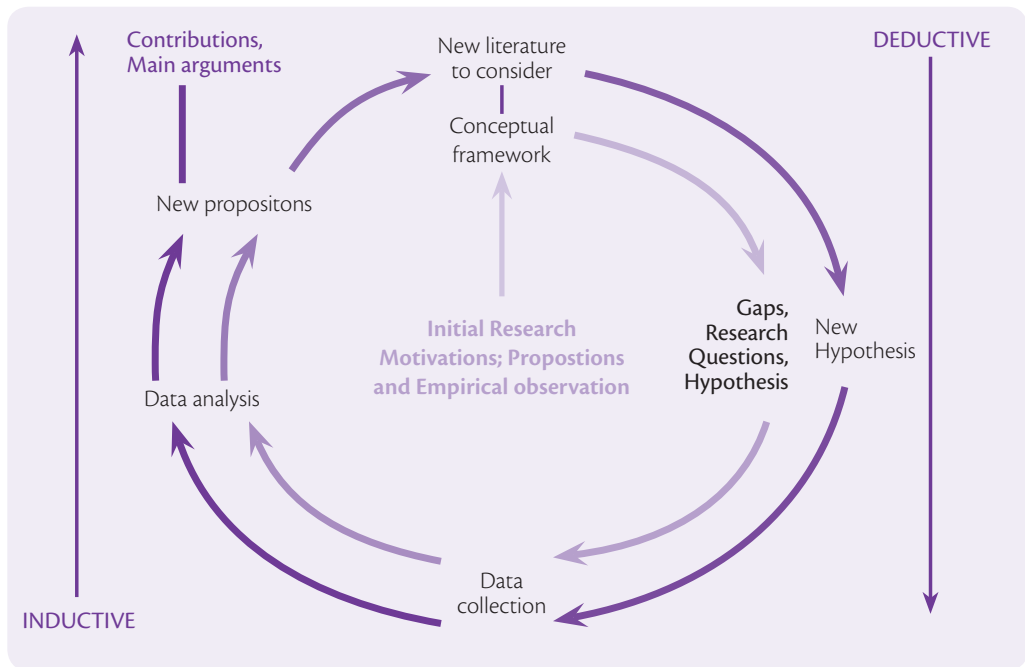 Contributions,
Main arguments
New literature
to consider
DEDUCTIVE
Conceptual
framework
New propositons
Initial Research
Motivations; Propostions
and Empirical observation
Gaps,
Research
Questions,
Hypothesis
New
Hypothesis
Data analysis
Data
collection
INDUCTIVE